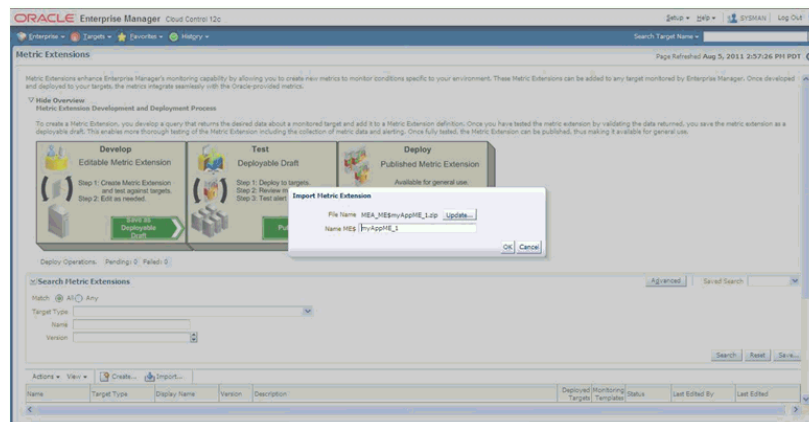 ORACLE Enterprise Manager Cloud Control 12c
Setup Help SYSMAN Log Out
Enterprise Targets Favorites History
Search Target Name
Metric Extensions
Page Refreshed Aug 5, 2011 2:57:26 PM PDT
Metric Extensions enhance Enterprise Manager's monitoring capability by allowing you to create new metrics to monitor conditions specific to your environment. These Metric Extensions can be added to any target monitored by Enterprise Manager. Once developed
and deployed to your targets, the metrics integrate seamlessly with the Oracle provided metrics.
Hide Overview
Metric Extension Development and Deployment Process
To create a Metric Extension, you develop a query that returns the desired data about a monitored target and add it to a Metric Extension definition. Once you have tested the metric extension by validating the data returned, you save the metric extension as a
deployable draft. This enables more thorough testing of the Metric Extension including the collection of metric data and alerting. Once fully tested, the Metric Extension can be published, thus making it available for general use.
Develop
Editable Metric Extension
Step 1: Create Metric Extension
and test against targets.
Step 2: Edit as needed.
Save as
Deployable
Draft
Test
Deployable Draft
Step 1: Deploy to targets.
Step 2: Review m
Step 3: Test alert
Pu
Deploy
Published Metric Extension
Available for general use.
Import Metric Extension
File Name MEA_ME$myAppME_1.zip Update...
Name ME$ myAppME_1
OK Cancel
Deploy Operations: Pending: 0 Failed: 0
Search Metric Extensions
Advanced Saved Search
Match All Any
Target Type
Name
Version
Search Reset Save...
Actions View Create... Import...
Name Target Type Display Name Version Description Deployed Targets Monitoring Templates Status Last Edited By Last Edited